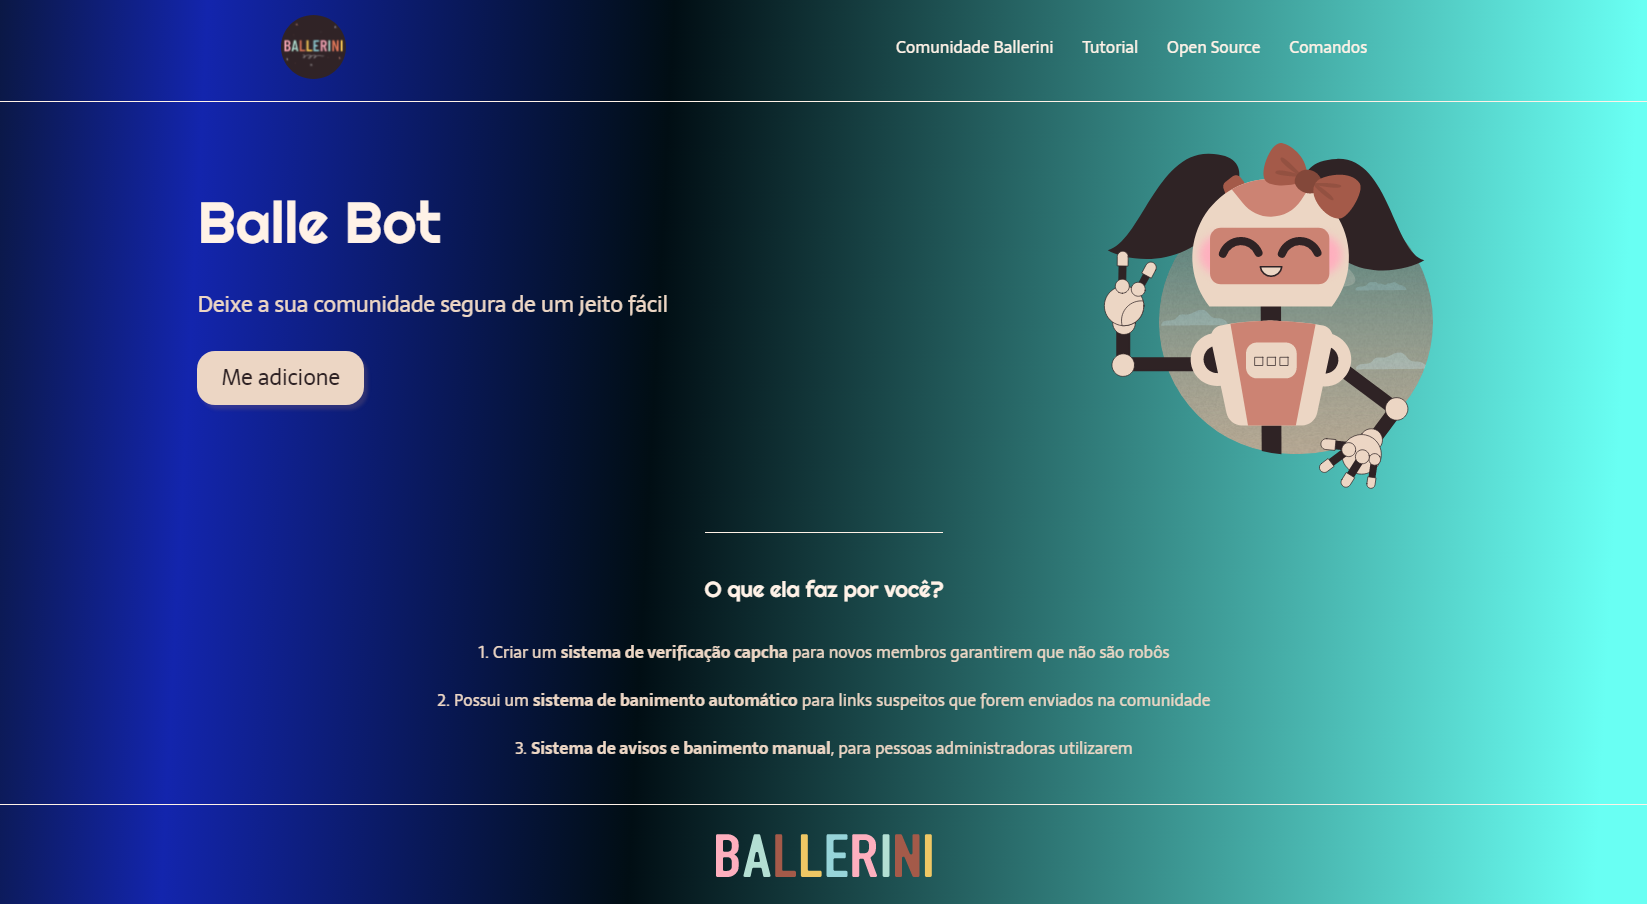 BALLERINI
Comunidade Ballerini
Tutorial
Open Source
Comandos
Balle Bot
Deixe a sua comunidade segura de um jeito fácil
Me adicione
O que ela faz por você?
1. Criar um sistema de verificação capcha para novos membros garantirem que não são robôs
2. Possui um sistema de banimento automático para links suspeitos que forem enviados na comunidade
3. Sistema de avisos e banimento manual, para pessoas administradoras utilizarem
BALLERINI